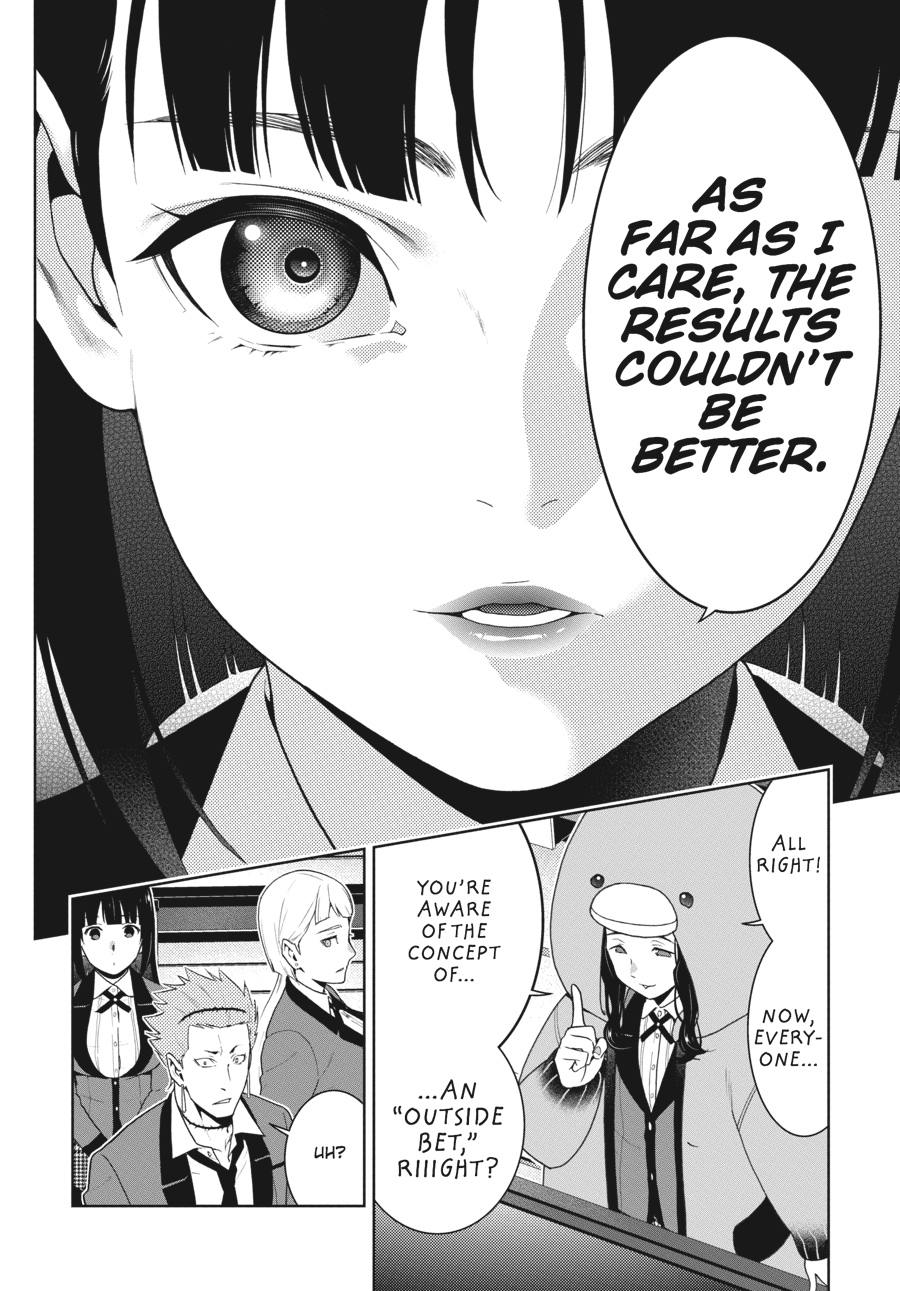 AS
FAR AS I
CARE, THE
RESULTS
COULDN'T
BE
BETTER.
ALL
RIGHT!
NOW,
EVERY-
ONE...
YOU'RE
AWARE
OF THE
CONCEPT
OF...
...AN
"OUTSIDE
BET,"
RIIIGHT?
UH?